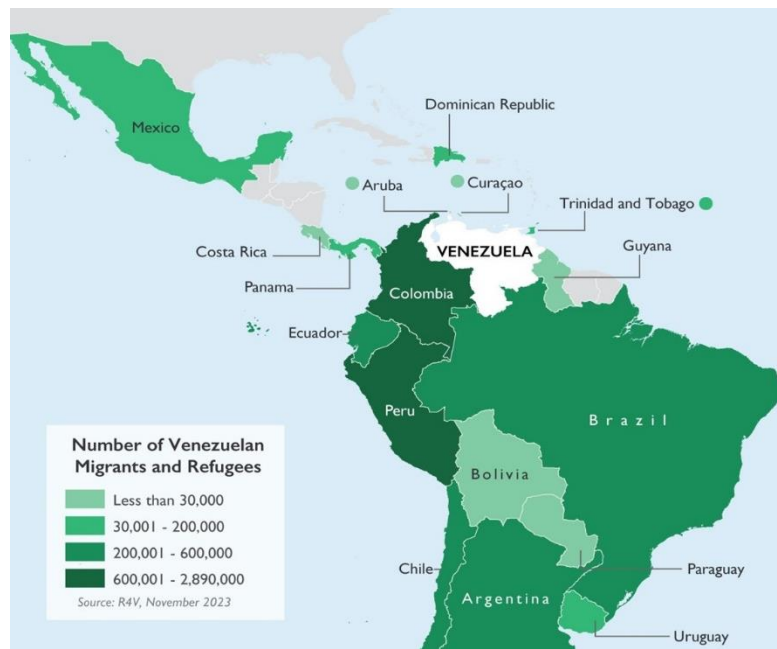 Mexico
Dominican Republic
Aruba
Curaçao
Trinidad and Tobago
Costa Rica
VENEZUELA
Guyana
Panama
Colombia
Ecuador
Peru
Brazil
Number of Venezuelan
Migrants and Refugees
Less than 30,000
30,001 - 200,000
200,001 - 600,000
600,001 - 2,890,000
Source: R4V, November 2023
Bolivia
Chile
Paraguay
Argentina
Uruguay